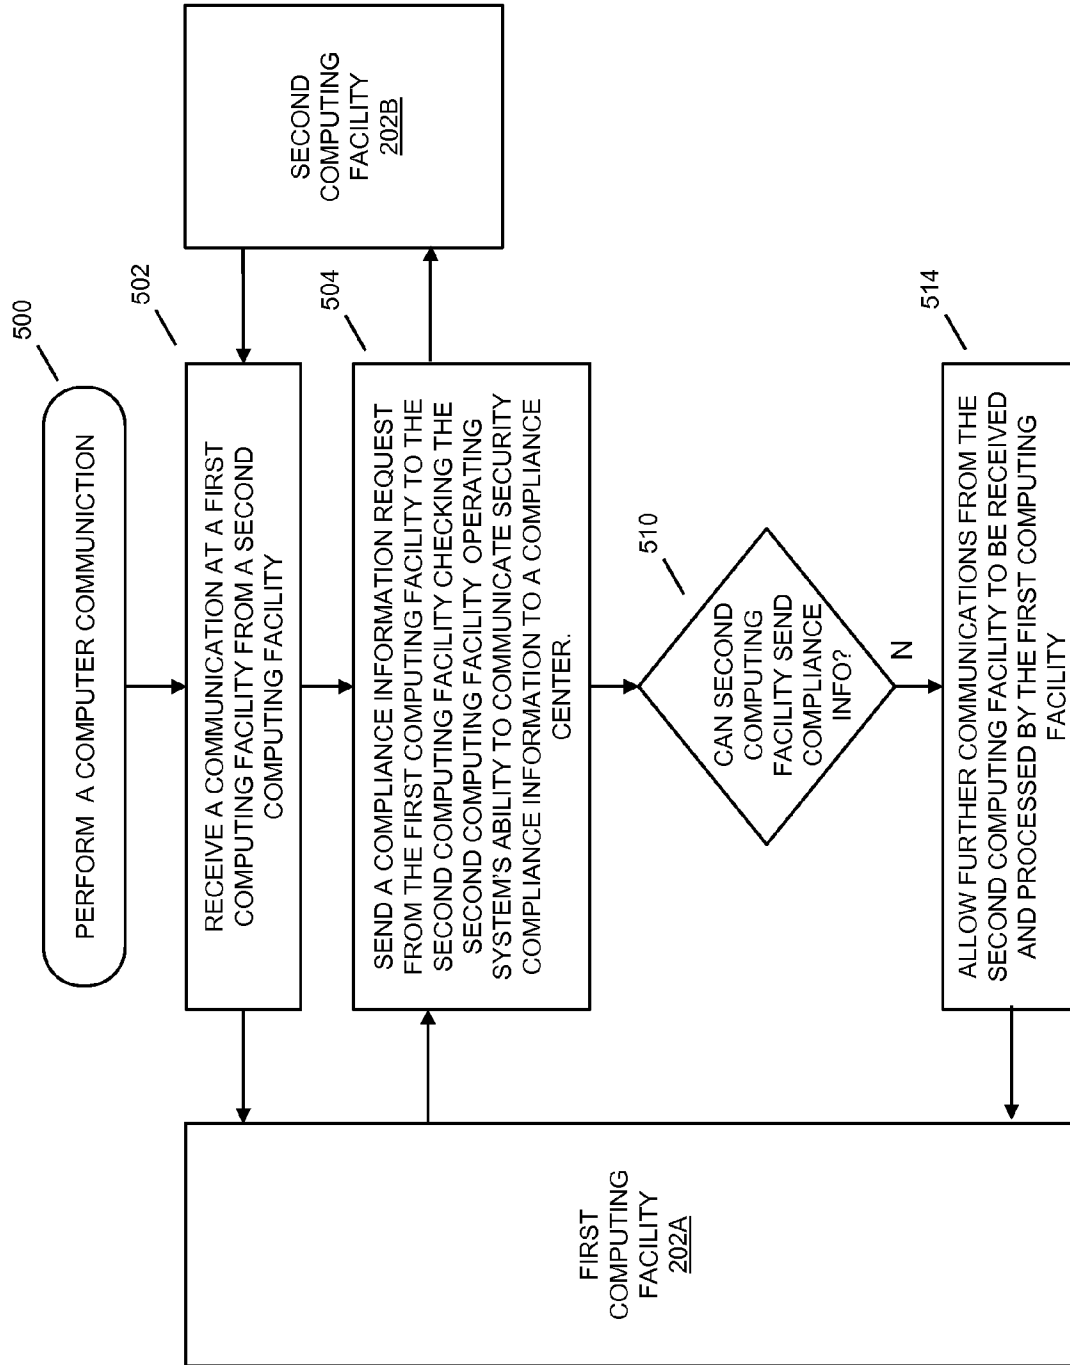 500
PERFORM  A COMPUTER COMMUNICTION
502
RECEIVE A COMMUNICATION AT A FIRST
COMPUTING FACILITY FROM A SECOND
COMPUTING FACILITY
SECOND
COMPUTING
FACILITY
202B
504
SEND A COMPLIANCE INFORMATION REQUEST
FROM THE FIRST COMPUTING FACILITY TO THE
SECOND COMPUTING FACILITY CHECKING THE
SECOND COMPUTING FACILITY  OPERATING
SYSTEM'S ABILITY TO COMMUNICATE SECURITY
COMPLIANCE INFORMATION TO A COMPLIANCE
CENTER.
510
CAN SECOND
COMPUTING
FACILITY SEND
COMPLIANCE
INFO?
N
514
ALLOW FURTHER COMMUNICATIONS FROM THE
SECOND COMPUTING FACILITY TO BE RECEIVED
AND PROCESSED BY THE FIRST COMPUTING
FACILITY
FIRST
COMPUTING
FACILITY
202A